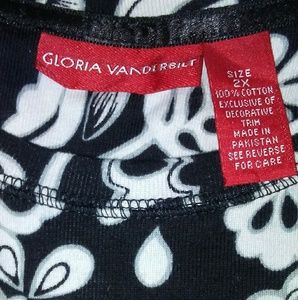 GLORIA VANDERBILT
SIZE
2X
100% COTTON
EXCLUSIVE OF
DECORATIVE
TRIM
MADE IN
PAKISTAN
SEE REVERSE
FOR CARE